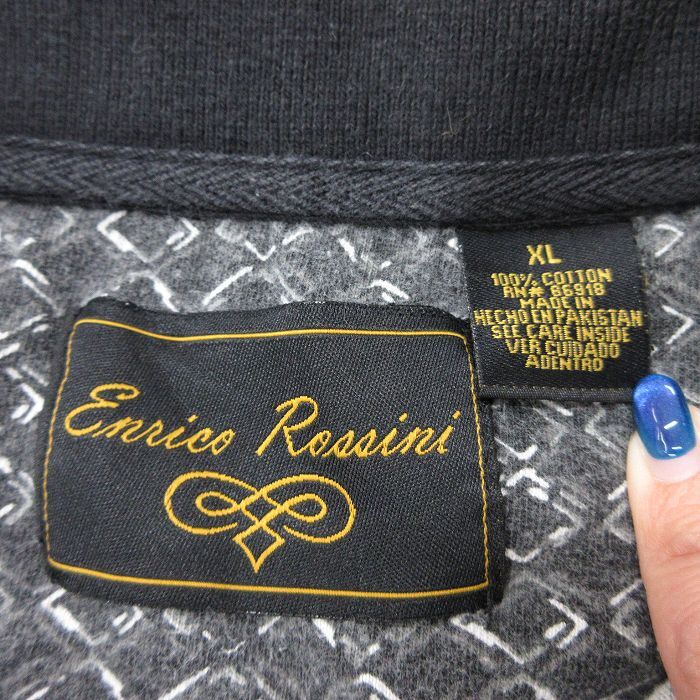 Enrico Rossini
XL
100% COTTON
RN# 86918
MADE IN
HECHO EN PAKISTAN
SEE CARE INSIDE
VER CUIDADO
ADENTRO